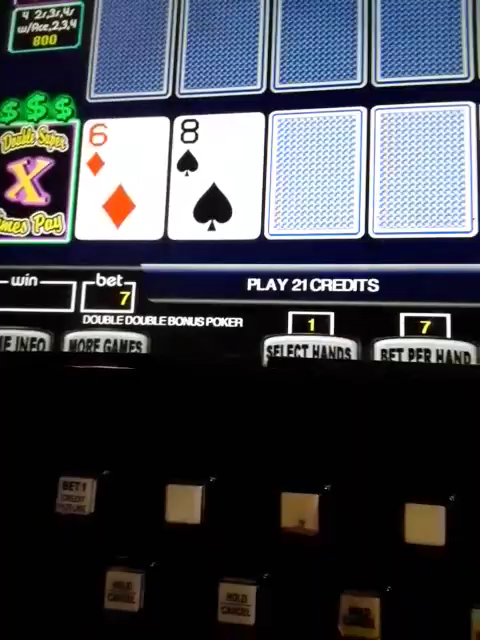 4 2s,3s,4s
w/Ace,2,3,4
800
$ $ $
Double Super
X
Times Pay
6
8
win
bet
7
PLAY 21 CREDITS
DOUBLE DOUBLE BONUS POKER
1
7
E INFO
MORE GAMES
SELECT HANDS
BET PER HAND
BET 1
CREDIT
HOLD
CANCEL
HOLD
CANCEL